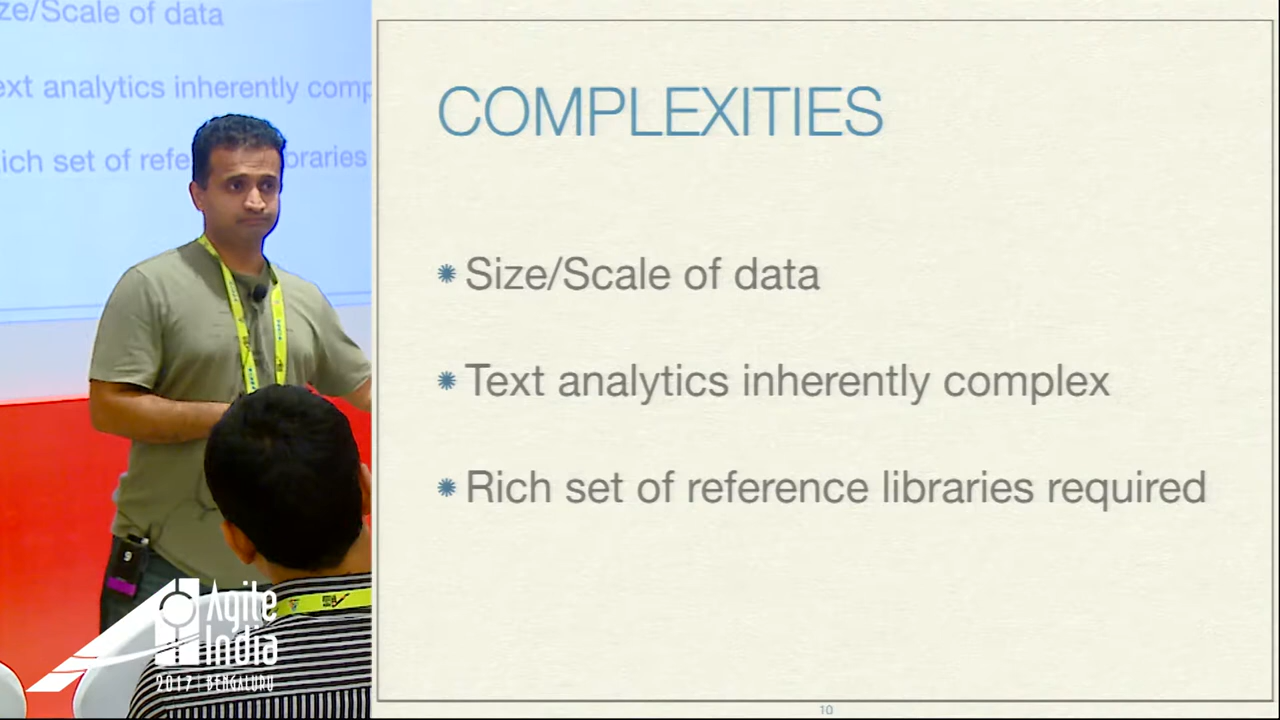 ze/Scale of data
ext analytics inherently comp
ich set of refe braries
COMPLEXITIES
Size/Scale of data
Text analytics inherently complex
Rich set of reference libraries required
10
9
Agile
India
2017 | BENGALURU